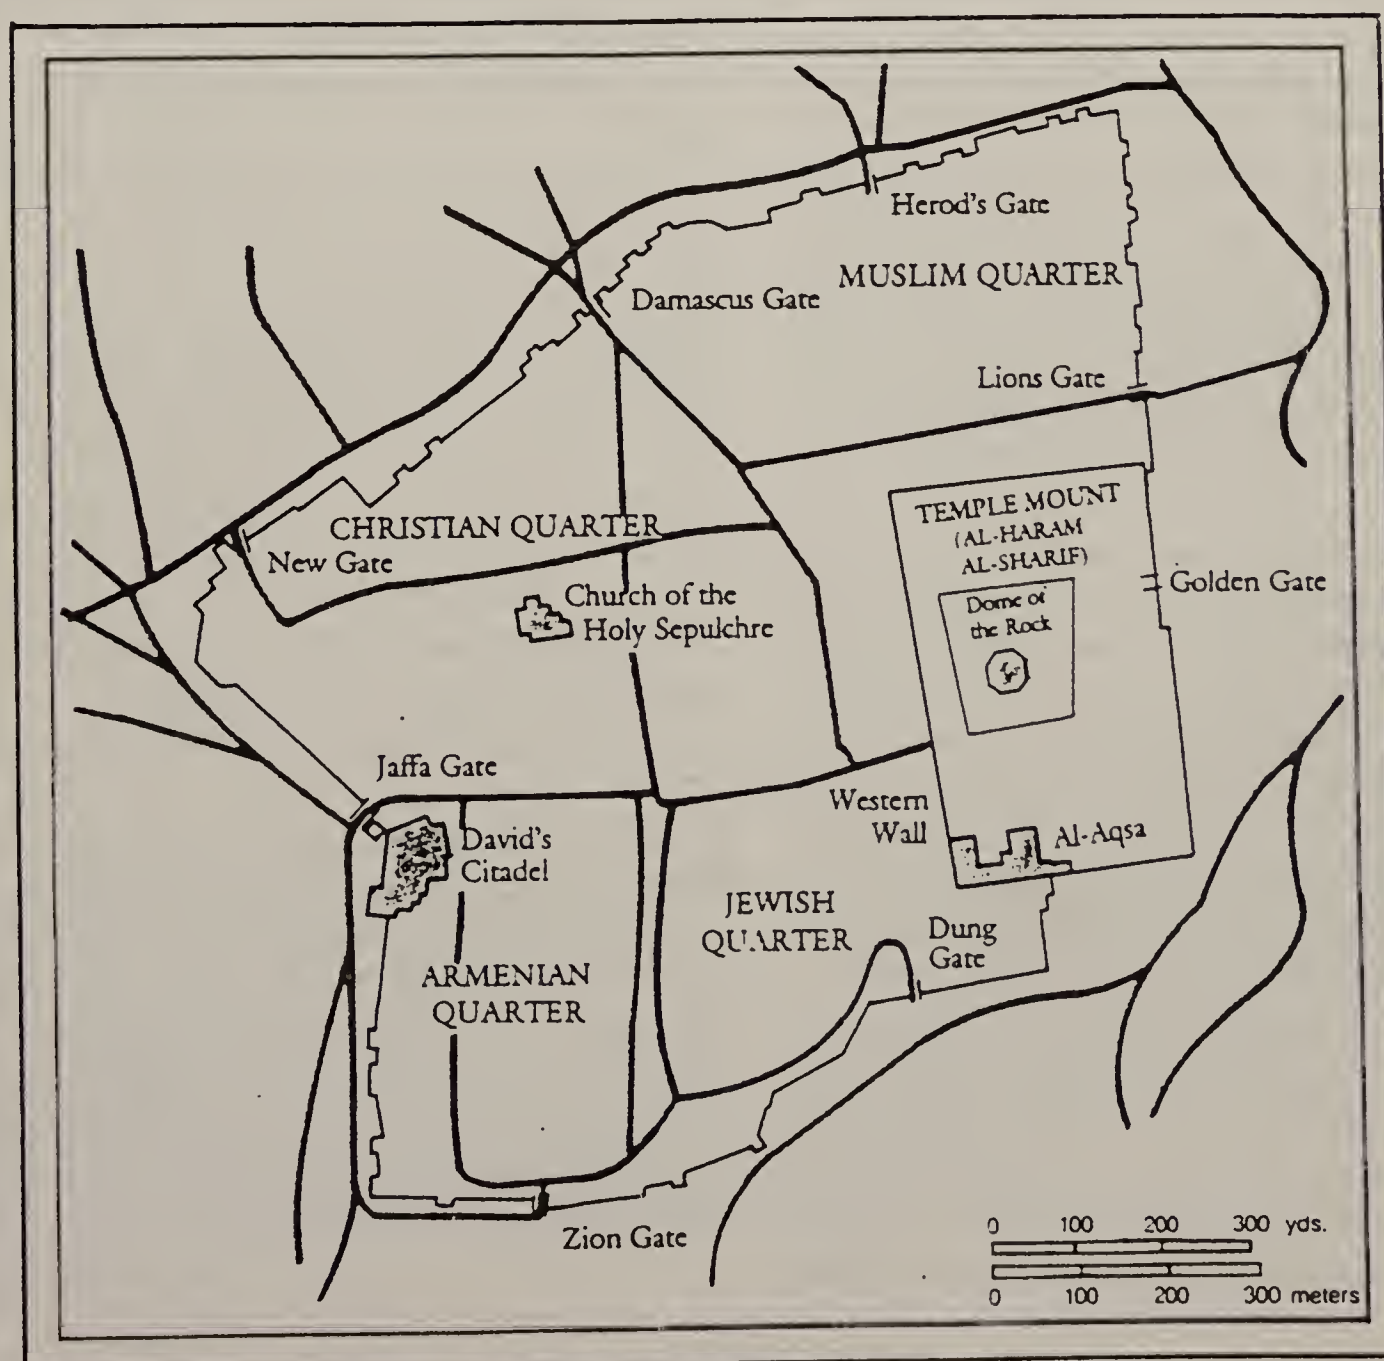 Herod's Gate
MUSLIM QUARTER
Damascus Gate
Lions Gate
TEMPLE MOUNT
(AL-HARAM
AL-SHARIF)
CHRISTIAN QUARTER
New Gate
Golden Gate
Church of the
Holy Sepulchre
Dome of
the Rock
Jaffa Gate
Western
Wall
David's
Citadel
Al-Aqsa
JEWISH
QUARTER
Dung
Gate
ARMENIAN
QUARTER
Zion Gate
0 100 200 300 yds.
0 100 200 300 meters